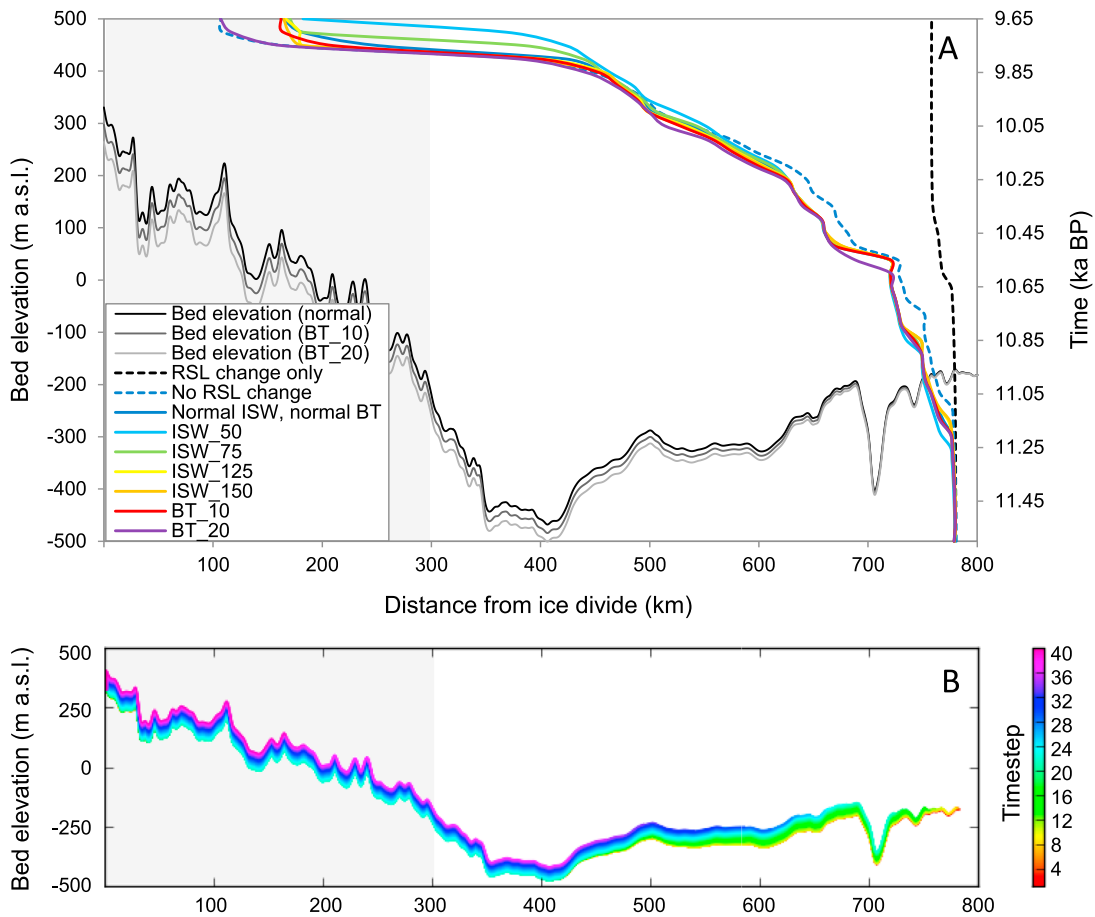 A
Bed elevation (m a.s.l.)
500
400
300
200
100
0
-100
-200
-300
-400
-500
9.65
9.85
10.05
10.25
10.45
10.65
10.85
11.05
11.25
11.45
Time (ka BP)
Bed elevation (normal)
Bed elevation (BT_10)
Bed elevation (BT_20)
RSL change only
No RSL change
Normal ISW, normal BT
ISW_50
ISW_75
ISW_125
ISW_150
BT_10
BT_20
100 200 300 400 500 600 700 800
Distance from ice divide (km)
B
Bed elevation (m a.s.l.)
500
250
0
-250
-500
100 200 300 400 500 600 700 800
Timestep
40
36
32
28
24
20
16
12
8
4